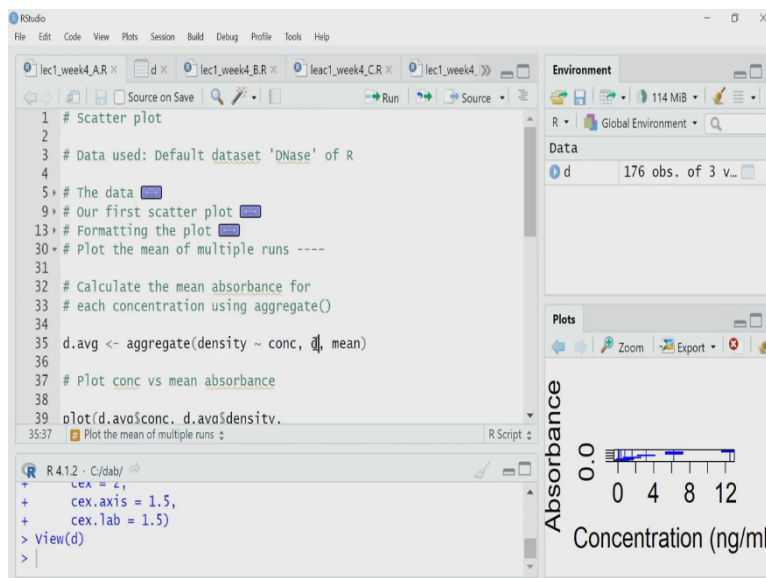 RStudio
File Edit Code View Plots Session Build Debug Profile Tools Help
lec1_week4_A.R × d × lec1_week4_B.R × leac1_week4_C.R × lec1_week4_
Source on Save Run Source
1 # Scatter plot
2
3 # Data used: Default dataset 'DNase' of R
4
5 # The data
9 # Our first scatter plot
13 # Formatting the plot
30 # Plot the mean of multiple runs ----
31
32 # Calculate the mean absorbance for
33 # each concentration using aggregate()
34
35 d.avg <- aggregate(density ~ conc, d, mean)
36
37 # Plot conc vs mean absorbance
38
39 plot(d.avg$conc, d.avg$density,
35:37 Plot the mean of multiple runs R Script
R 4.1.2 · C:/dab/
+ cex = 2,
+ cex.axis = 1.5,
+ cex.lab = 1.5)
> View(d)
>
Environment
114 MiB
R Global Environment
Data
d 176 obs. of 3 v…
Plots
Zoom Export
Absorbance
0.0
0 4 8 12
Concentration (ng/ml